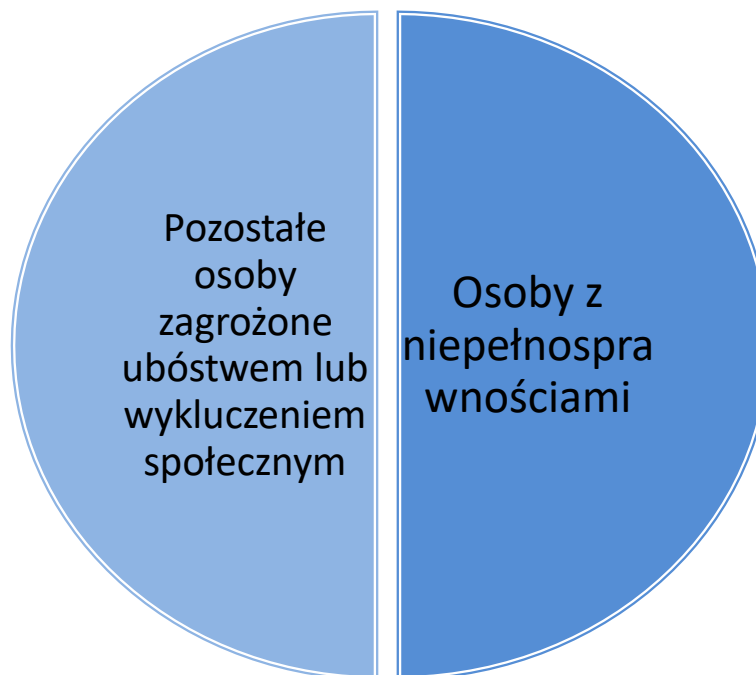 Pozostałe
osoby
zagrożone
ubóstwem lub
wykluczeniem
społecznym
Osoby z
niepełnospra
wnościami